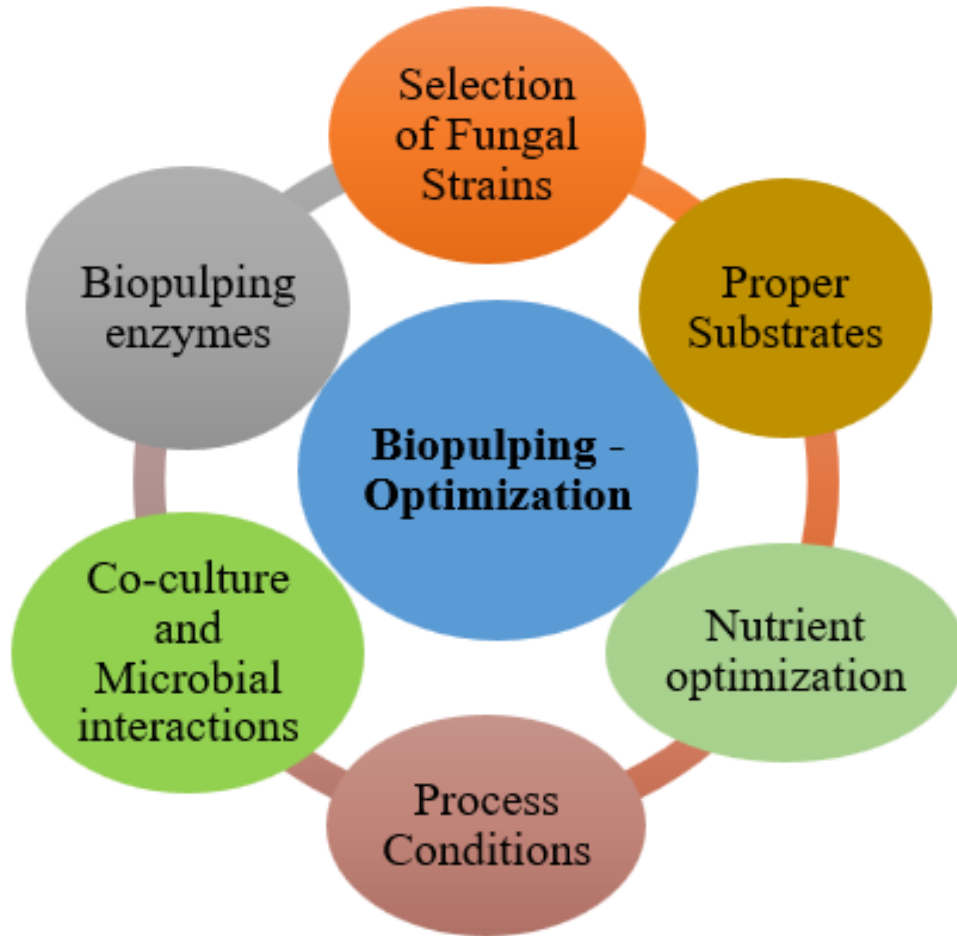 Selection
of Fungal
Strains
Proper
Substrates
Nutrient
optimization
Process
Conditions
Co-culture
and
Microbial
interactions
Biopulping
enzymes
Biopulping -
Optimization